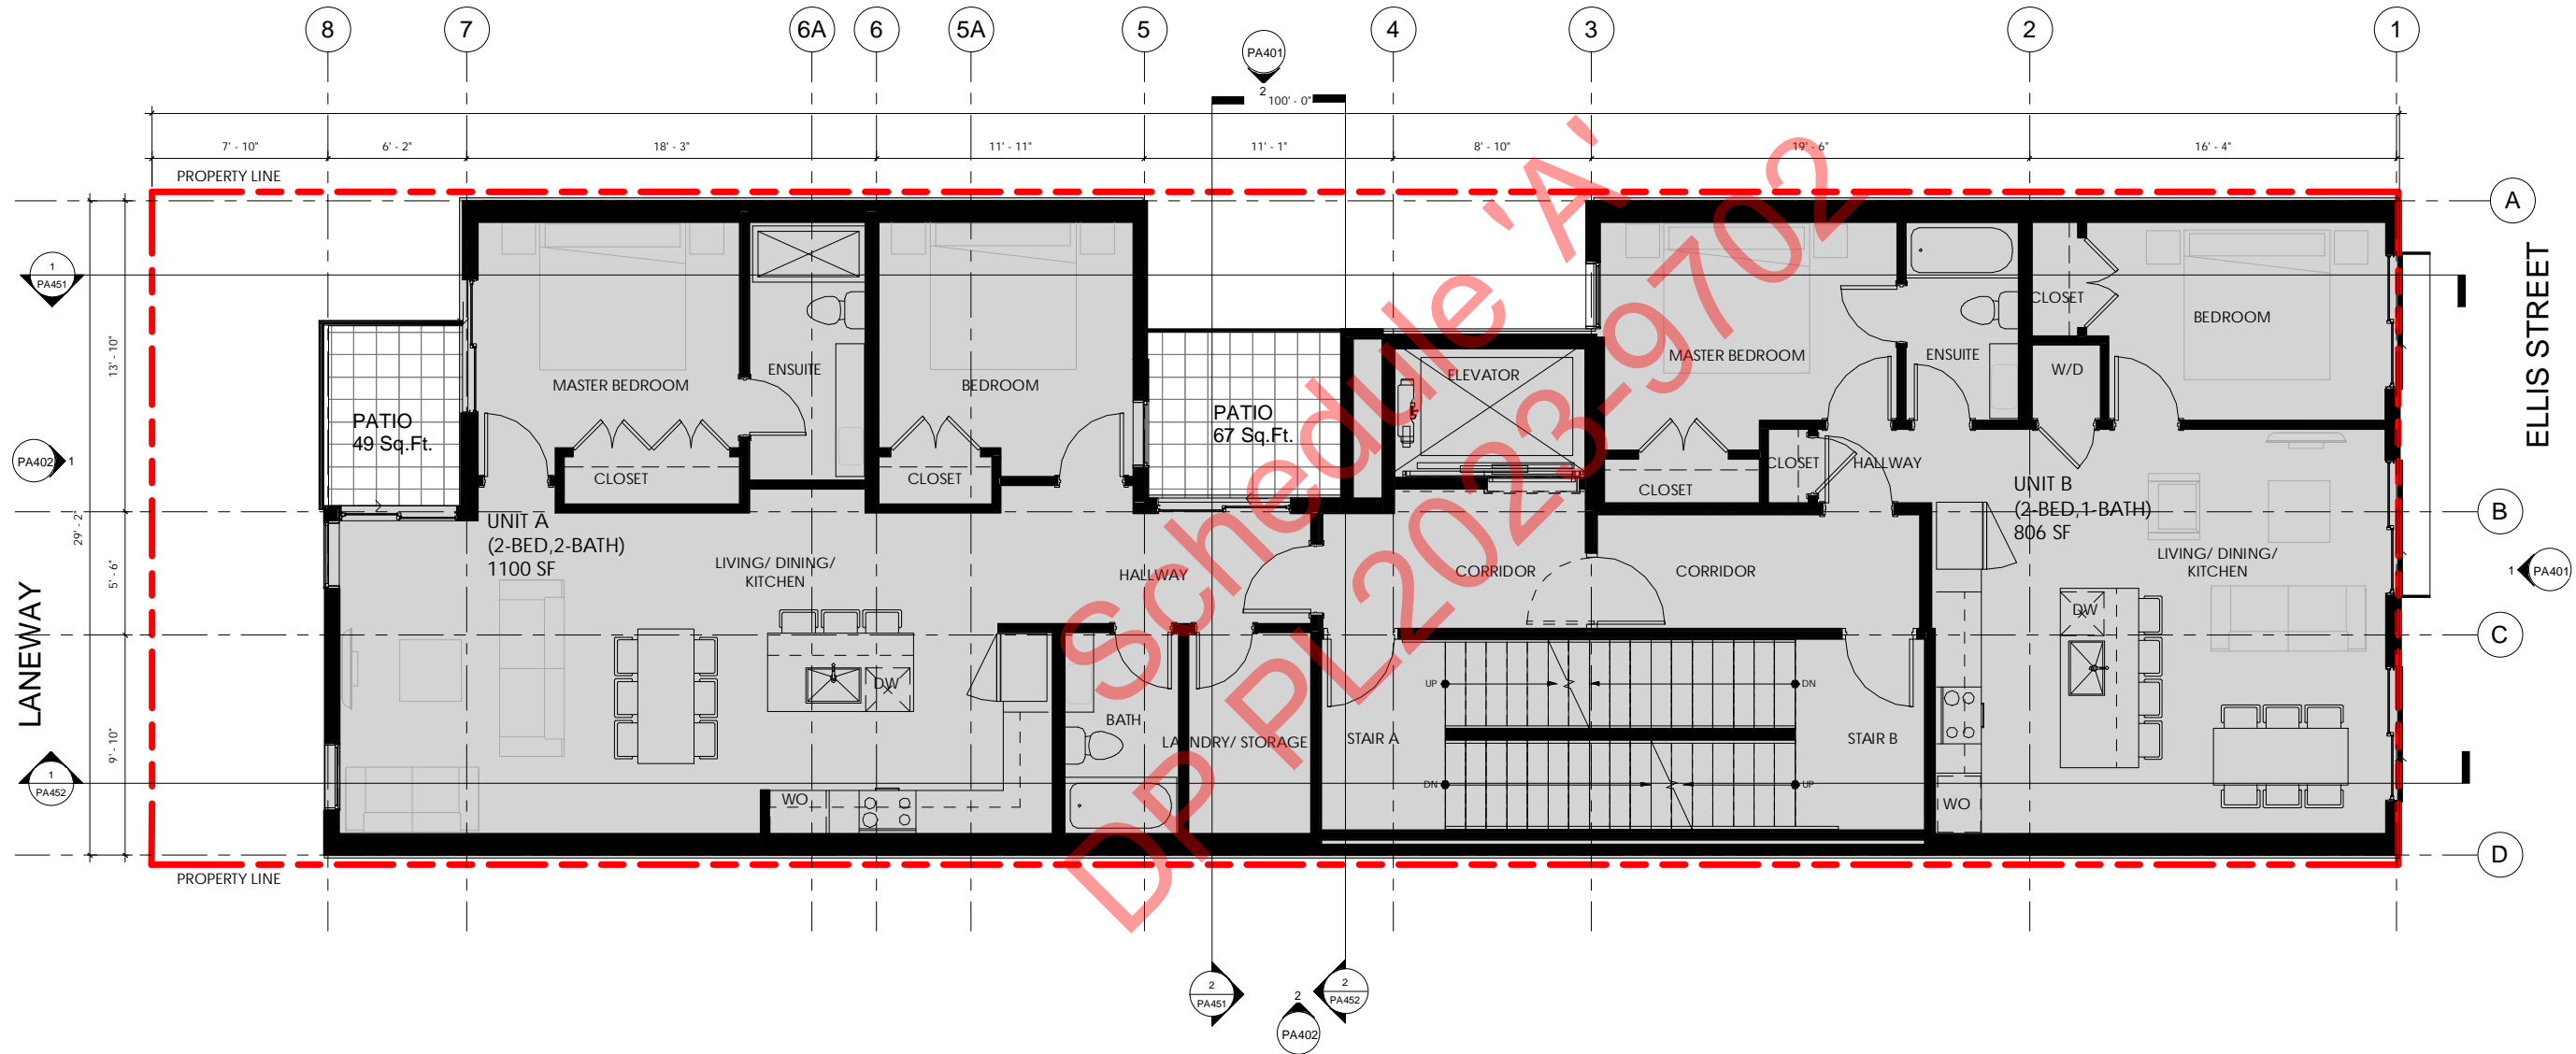 8
7
6A
6
5A
5
4
3
2
1
PA401
2
100' - 0"
7' - 10"
6' - 2"
18' - 3"
11' - 11"
11' - 1"
8' - 10"
19' - 6"
16' - 4"
PROPERTY LINE
A
1
PA451
ELLIS STREET
CLOSET
BEDROOM
13' - 10"
MASTER BEDROOM
ENSUITE
BEDROOM
ELEVATOR
MASTER BEDROOM
ENSUITE
W/D
PATIO
49 Sq.Ft.
PATIO
67 Sq.Ft.
PA402
1
CLOSET
CLOSET
CLOSET
CLOSET
HALLWAY
UNIT B
(2-BED,1-BATH)
806 SF
B
29' - 2"
UNIT A
(2-BED,2-BATH)
1100 SF
LIVING/ DINING/
KITCHEN
HALLWAY
CORRIDOR
CORRIDOR
LIVING/ DINING/
KITCHEN
1
PA401
5' - 6"
LANEWAY
DW
C
DW
UP
DN
BATH
LAUNDRY/ STORAGE
STAIR A
STAIR B
9' - 10"
1
PA452
WO
DN
UP
WO
D
PROPERTY LINE
2
PA451
2
PA452
2
PA402
Schedule 'A'
DP PL2023-9702